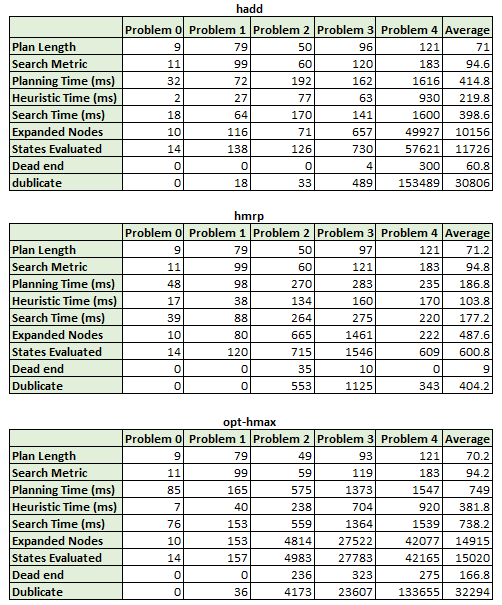 hadd
Problem 0 Problem 1 Problem 2 Problem 3 Problem 4 Average
Plan Length 9 79 50 96 121 71
Search Metric 11 99 60 120 183 94.6
Planning Time (ms) 32 72 192 162 1616 414.8
Heuristic Time (ms) 2 27 77 63 930 219.8
Search Time (ms) 18 64 170 141 1600 398.6
Expanded Nodes 10 116 71 657 49927 10156
States Evaluated 14 138 126 730 57621 11726
Dead end 0 0 0 4 300 60.8
dublicate 0 18 33 489 153489 30806
hmrp
Problem 0 Problem 1 Problem 2 Problem 3 Problem 4 Average
Plan Length 9 79 50 97 121 71.2
Search Metric 11 99 60 121 183 94.8
Planning Time (ms) 48 98 270 283 235 186.8
Heuristic Time (ms) 17 38 134 160 170 103.8
Search Time (ms) 39 88 264 275 220 177.2
Expanded Nodes 10 80 665 1461 222 487.6
States Evaluated 14 120 715 1546 609 600.8
Dead end 0 0 35 10 0 9
Dublicate 0 0 553 1125 343 404.2
opt-hmax
Problem 0 Problem 1 Problem 2 Problem 3 Problem 4 Average
Plan Length 9 79 49 93 121 70.2
Search Metric 11 99 59 119 183 94.2
Planning Time (ms) 85 165 575 1373 1547 749
Heuristic Time (ms) 7 40 238 704 920 381.8
Search Time (ms) 76 153 559 1364 1539 738.2
Expanded Nodes 10 153 4814 27522 42077 14915
States Evaluated 14 157 4983 27783 42165 15020
Dead end 0 0 236 323 275 166.8
Dublicate 0 36 4173 23607 133655 32294